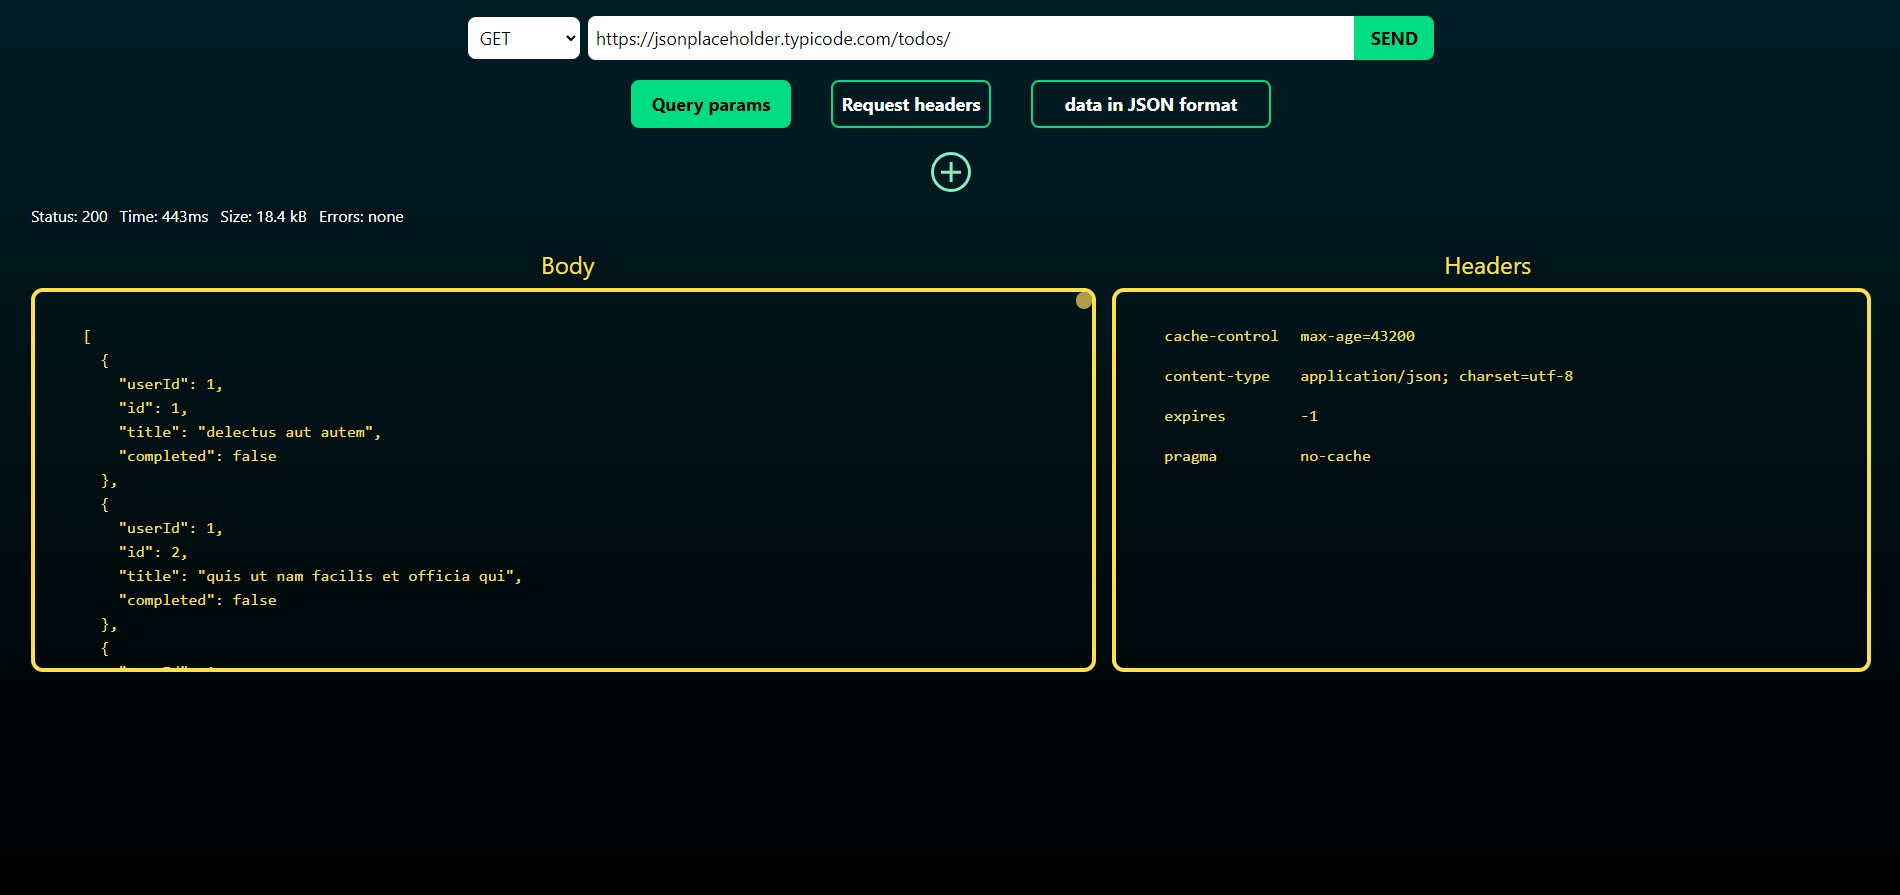 GET https://jsonplaceholder.typicode.com/todos/ SEND
Query params Request headers data in JSON format
Status: 200 Time: 443ms Size: 18.4 kB Errors: none
Body
[
{
"userId": 1,
"id": 1,
"title": "delectus aut autem",
"completed": false
},
{
"userId": 1,
"id": 2,
"title": "quis ut nam facilis et officia qui",
"completed": false
},
{
Headers
cache-control max-age=43200
content-type application/json; charset=utf-8
expires -1
pragma no-cache